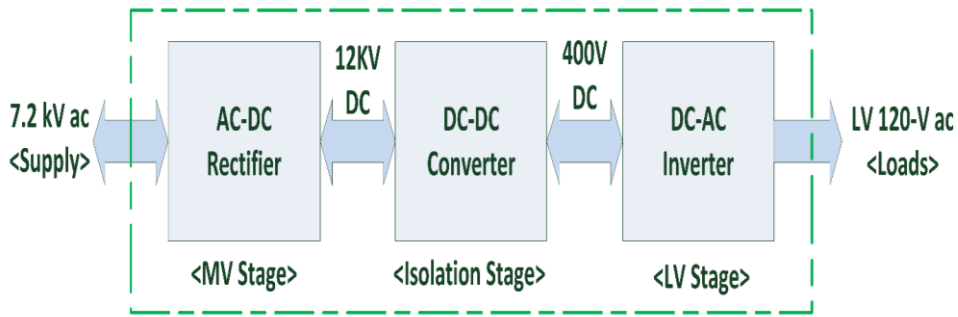 7.2 kV ac
<Supply>
AC-DC
Rectifier
<MV Stage>
12KV
DC
DC-DC
Converter
<Isolation Stage>
400V
DC
DC-AC
Inverter
<LV Stage>
LV 120-V ac
<Loads>